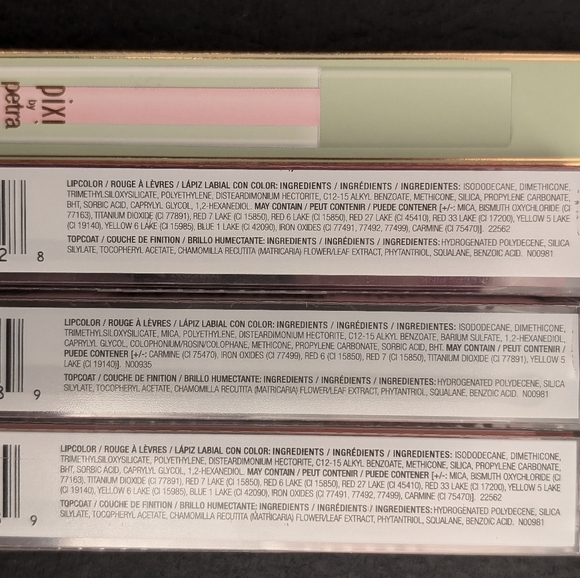 pixi
by
petra
LIPCOLOR / ROUGE À LÈVRES / LÁPIZ LABIAL CON COLOR: INGREDIENTS / INGRÉDIENTS / INGREDIENTES: ISODODECANE, DIMETHICONE,
TRIMETHYLSILOXYSILICATE, POLYETHYLENE, DISTEARDIMONIUM HECTORITE, C12-15 ALKYL BENZOATE, METHICONE, SILICA, PROPYLENE CARBONATE,
BHT, SORBIC ACID, CAPRYLYL GLYCOL, 1,2-HEXANEDIOL. MAY CONTAIN / PEUT CONTENIR / PUEDE CONTENER [+/-: MICA, BISMUTH OXYCHLORIDE (CI
77163), TITANIUM DIOXIDE (CI 77891), RED 7 LAKE (CI 15850), RED 6 LAKE (CI 15850), RED 27 LAKE (CI 45410), RED 33 LAKE (CI 17200), YELLOW 5 LAKE
(CI 19140), YELLOW 6 LAKE (CI 15985), BLUE 1 LAKE (CI 42090), IRON OXIDES (CI 77491, 77492, 77499), CARMINE (CI 75470)]. 22562
TOPCOAT / COUCHE DE FINITION / BRILLO HUMECTANTE: INGREDIENTS / INGRÉDIENTS / INGREDIENTES: HYDROGENATED POLYDECENE, SILICA
SILYLATE, TOCOPHERYL ACETATE, CHAMOMILLA RECUTITA (MATRICARIA) FLOWER/LEAF EXTRACT, PHYTANTRIOL, SQUALANE, BENZOIC ACID. N00981
8
LIPCOLOR / ROUGE À LÈVRES / LÁPIZ LABIAL CON COLOR: INGREDIENTS / INGRÉDIENTS / INGREDIENTES: ISODODECANE, DIMETHICONE,
TRIMETHYLSILOXYSILICATE, MICA, POLYETHYLENE, DISTEARDIMONIUM HECTORITE, C12-15 ALKYL BENZOATE, BARIUM SULFATE, 1,2-HEXANEDIOL,
CAPRYLYL GLYCOL, COLOPHONIUM/ROSIN/COLOPHANE, METHICONE, PROPYLENE CARBONATE, SORBIC ACID, BHT. MAY CONTAIN / PEUT CONTENIR /
PUEDE CONTENER [+/-: CARMINE (CI 75470), IRON OXIDES (CI 77499), RED 6 (CI 15850), RED 7 (CI 15850), TITANIUM DIOXIDE (CI 77891), YELLOW 5
LAKE (CI 19140)]. N00935
TOPCOAT / COUCHE DE FINITION / BRILLO HUMECTANTE: INGREDIENTS / INGRÉDIENTS / INGREDIENTES: HYDROGENATED POLYDECENE, SILICA
SILYLATE, TOCOPHERYL ACETATE, CHAMOMILLA RECUTITA (MATRICARIA) FLOWER/LEAF EXTRACT, PHYTANTRIOL, SQUALANE, BENZOIC ACID. N00981
9
LIPCOLOR / ROUGE À LÈVRES / LÁPIZ LABIAL CON COLOR: INGREDIENTS / INGRÉDIENTS / INGREDIENTES: ISODODECANE, DIMETHICONE,
TRIMETHYLSILOXYSILICATE, POLYETHYLENE, DISTEARDIMONIUM HECTORITE, C12-15 ALKYL BENZOATE, METHICONE, SILICA, PROPYLENE CARBONATE,
BHT, SORBIC ACID, CAPRYLYL GLYCOL, 1,2-HEXANEDIOL. MAY CONTAIN / PEUT CONTENIR / PUEDE CONTENER [+/-: MICA, BISMUTH OXYCHLORIDE (CI
77163), TITANIUM DIOXIDE (CI 77891), RED 7 LAKE (CI 15850), RED 6 LAKE (CI 15850), RED 27 LAKE (CI 45410), RED 33 LAKE (CI 17200), YELLOW 5 LAKE
(CI 19140), YELLOW 6 LAKE (CI 15985), BLUE 1 LAKE (CI 42090), IRON OXIDES (CI 77491, 77492, 77499), CARMINE (CI 75470)]. 22562
TOPCOAT / COUCHE DE FINITION / BRILLO HUMECTANTE: INGREDIENTS / INGRÉDIENTS / INGREDIENTES: HYDROGENATED POLYDECENE, SILICA
SILYLATE, TOCOPHERYL ACETATE, CHAMOMILLA RECUTITA (MATRICARIA) FLOWER/LEAF EXTRACT, PHYTANTRIOL, SQUALANE, BENZOIC ACID. N00981
9